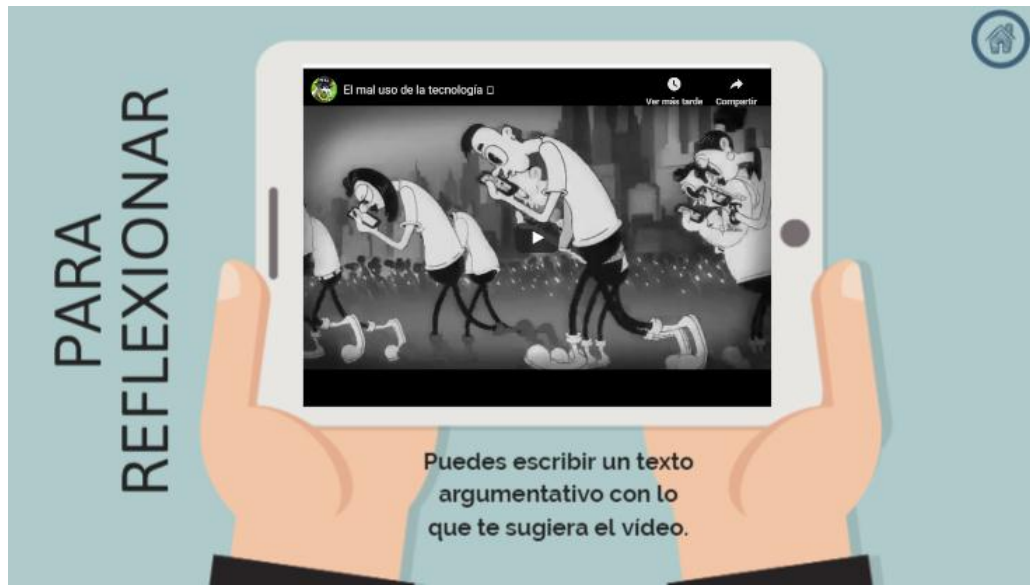 PARA
REFLEXIONAR
El mal uso de la tecnología
Ver más tarde
Compartir
Puedes escribir un texto
argumentativo con lo
que te sugiera el vídeo.